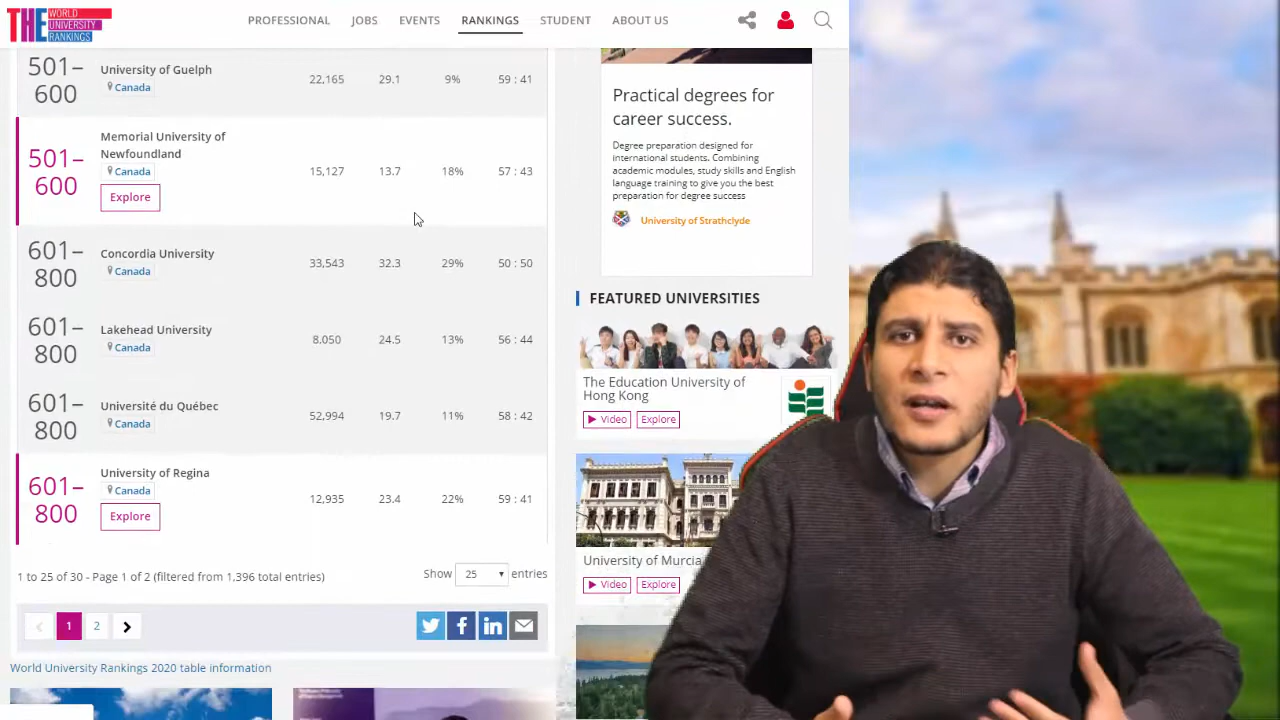 THE WORLD UNIVERSITY RANKINGS
PROFESSIONAL JOBS EVENTS RANKINGS STUDENT ABOUT US
501–600 University of Guelph 22,165 29.1 9% 59 : 41
Canada
501–600 Memorial University of Newfoundland 15,127 13.7 18% 57 : 43
Canada
Explore
601–800 Concordia University 33,543 32.3 29% 50 : 50
Canada
601–800 Lakehead University 8,050 24.5 13% 56 : 44
Canada
601–800 Université du Québec 52,994 19.7 11% 58 : 42
Canada
601–800 University of Regina 12,935 23.4 22% 59 : 41
Canada
Explore
1 to 25 of 30 - Page 1 of 2 (filtered from 1,396 total entries)
Show 25 entries
1 2
World University Rankings 2020 table information
Practical degrees for
career success.
Degree preparation designed for
international students. Combining
academic modules, study skills and English
language training to give you the best
preparation for degree success
University of Strathclyde
FEATURED UNIVERSITIES
The Education University of
Hong Kong
Video Explore
University of Murcia
Video Explore